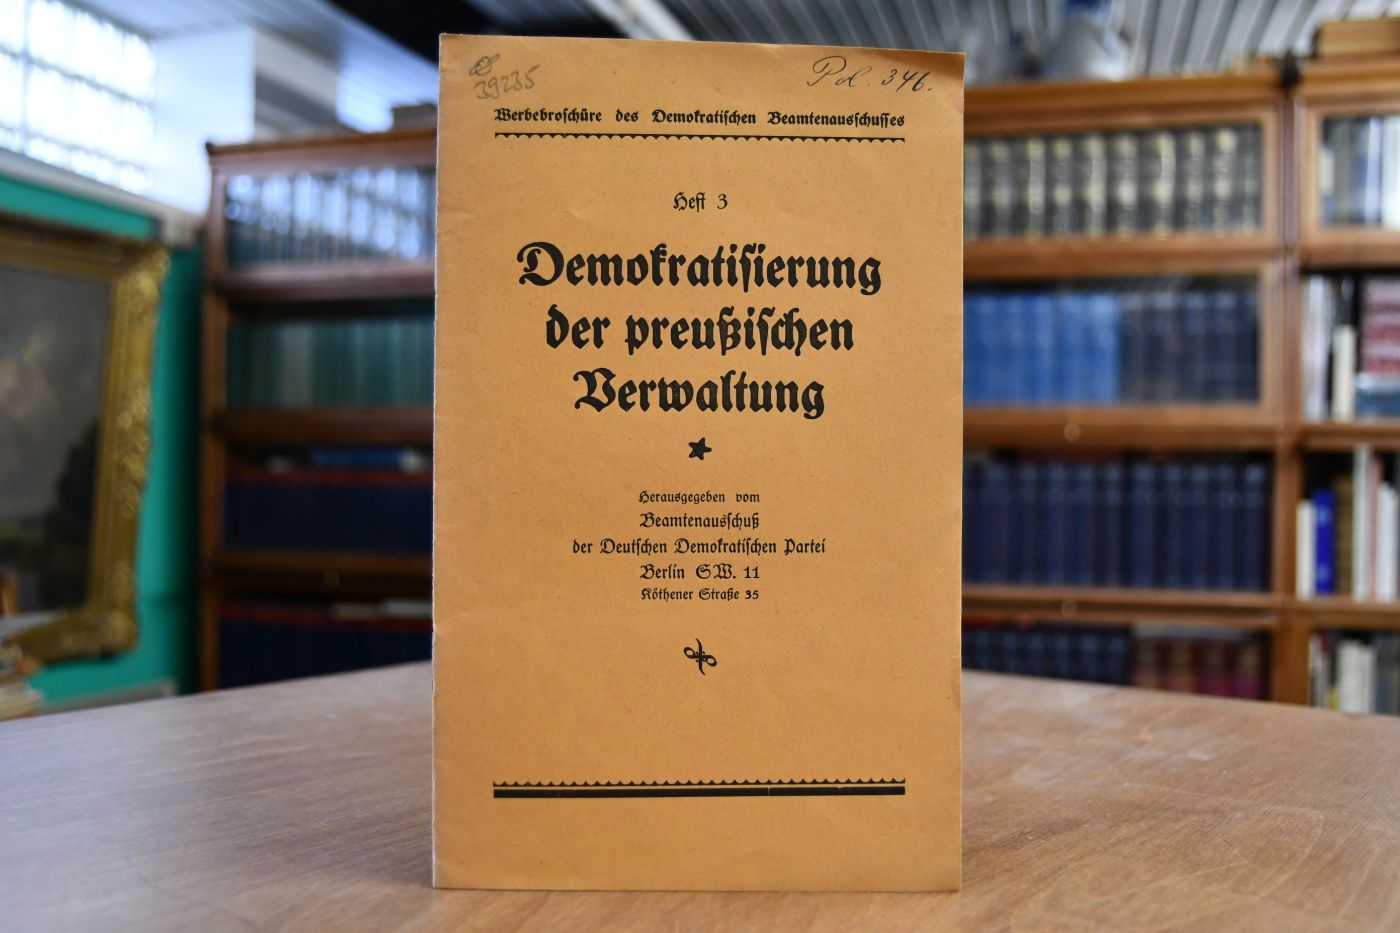 39235
Pol. 346.
Werbebroschüre des Demokratischen Beamtenausschusses
Heft 3
Demokratisierung
der preußischen
Verwaltung
Herausgegeben vom
Beamtenausschuß
der Deutschen Demokratischen Partei
Berlin SW. 11
Köthener Straße 35